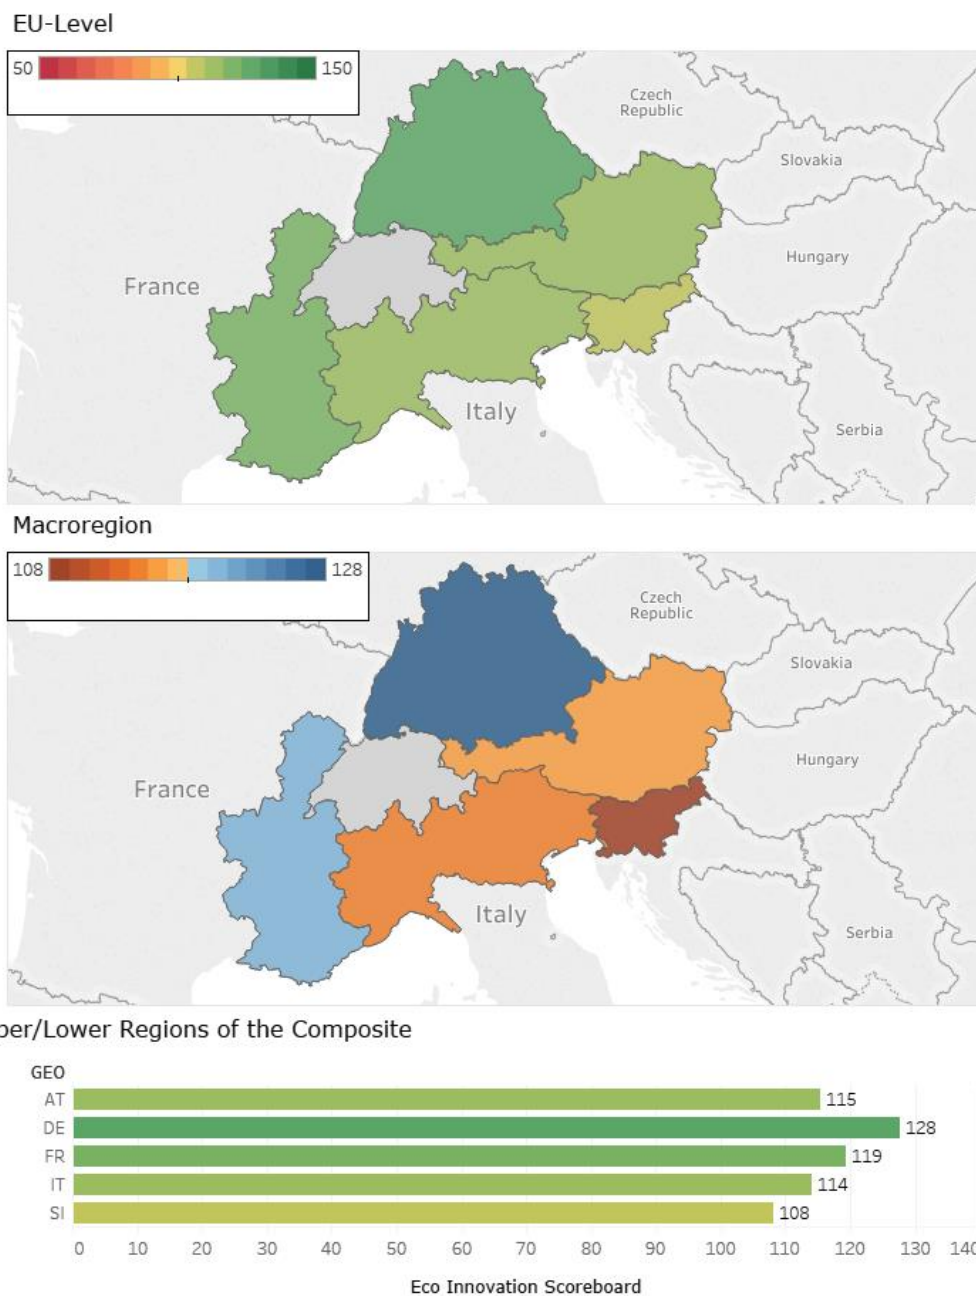 EU-Level
50 150
Czech
Republic
Slovakia
France
Hungary
Italy
Serbia
Macroregion
108 128
Czech
Republic
Slovakia
France
Hungary
Italy
Serbia
per/Lower Regions of the Composite
GEO
AT 115
DE 128
FR 119
IT 114
SI 108
0 10 20 30 40 50 60 70 80 90 100 110 120 130 140
Eco Innovation Scoreboard